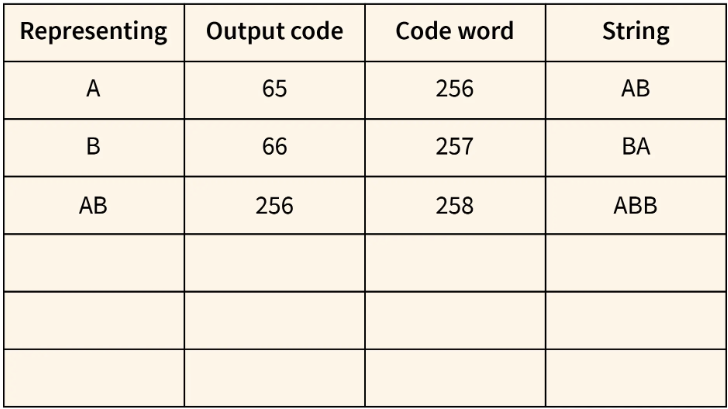 Representing Output code Code word String
A 65 256 AB
B 66 257 BA
AB 256 258 ABB